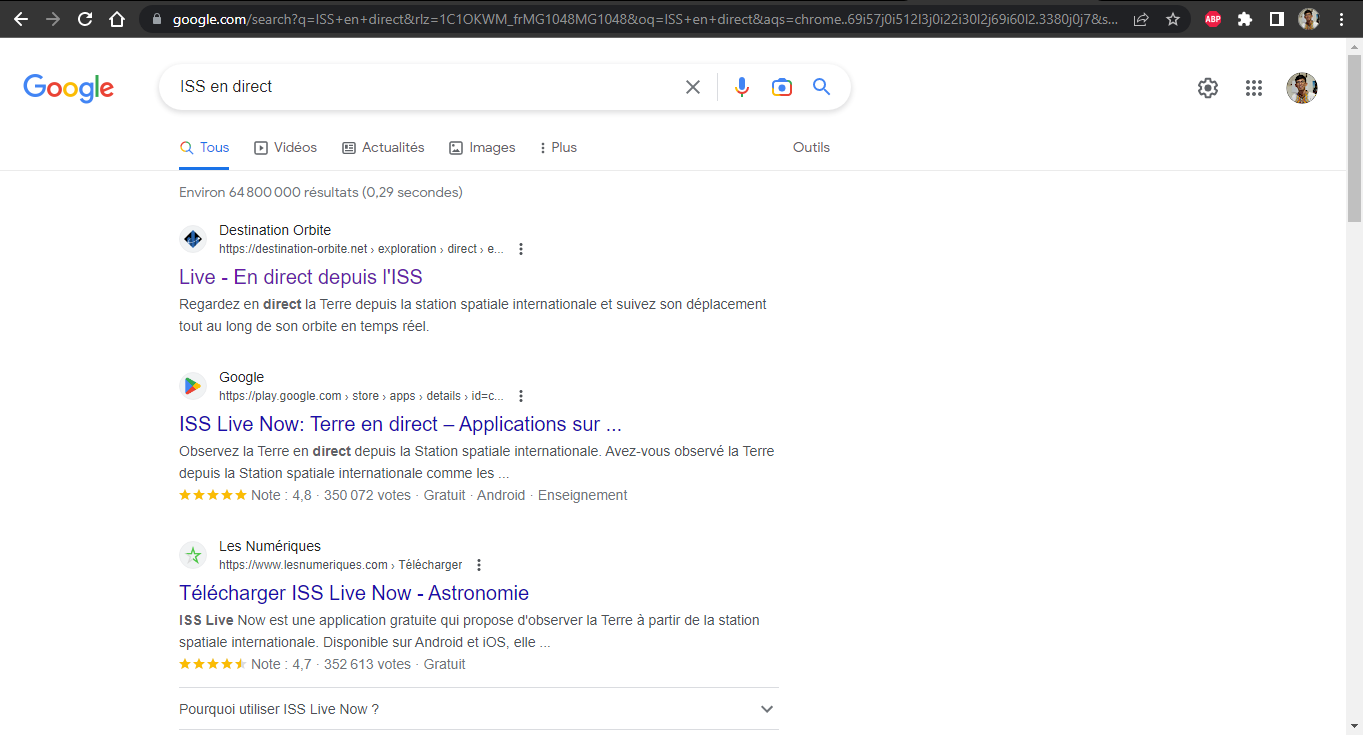 google.com/search?q=ISS+en+direct&rlz=1C1OKWM_frMG1048MG1048&oq=ISS+en+direct&aqs=chrome..69i57j0i512l3j0i22i30l2j69i60l2.3380j0j7&s...
ABP
Google
ISS en direct
Tous Vidéos Actualités Images Plus Outils
Environ 64 800 000 résultats (0,29 secondes)
Destination Orbite
https://destination-orbite.net › exploration › direct › e...
Live - En direct depuis l'ISS
Regardez en direct la Terre depuis la station spatiale internationale et suivez son déplacement
tout au long de son orbite en temps réel.
Google
https://play.google.com › store › apps › details › id=c...
ISS Live Now: Terre en direct – Applications sur ...
Observez la Terre en direct depuis la Station spatiale internationale. Avez-vous observé la Terre
depuis la Station spatiale internationale comme les ...
Note : 4,8 · 350 072 votes · Gratuit · Android · Enseignement
Les Numériques
https://www.lesnumeriques.com › Télécharger
Télécharger ISS Live Now - Astronomie
ISS Live Now est une application gratuite qui propose d'observer la Terre à partir de la station
spatiale internationale. Disponible sur Android et iOS, elle ...
Note : 4,7 · 352 613 votes · Gratuit
Pourquoi utiliser ISS Live Now ?